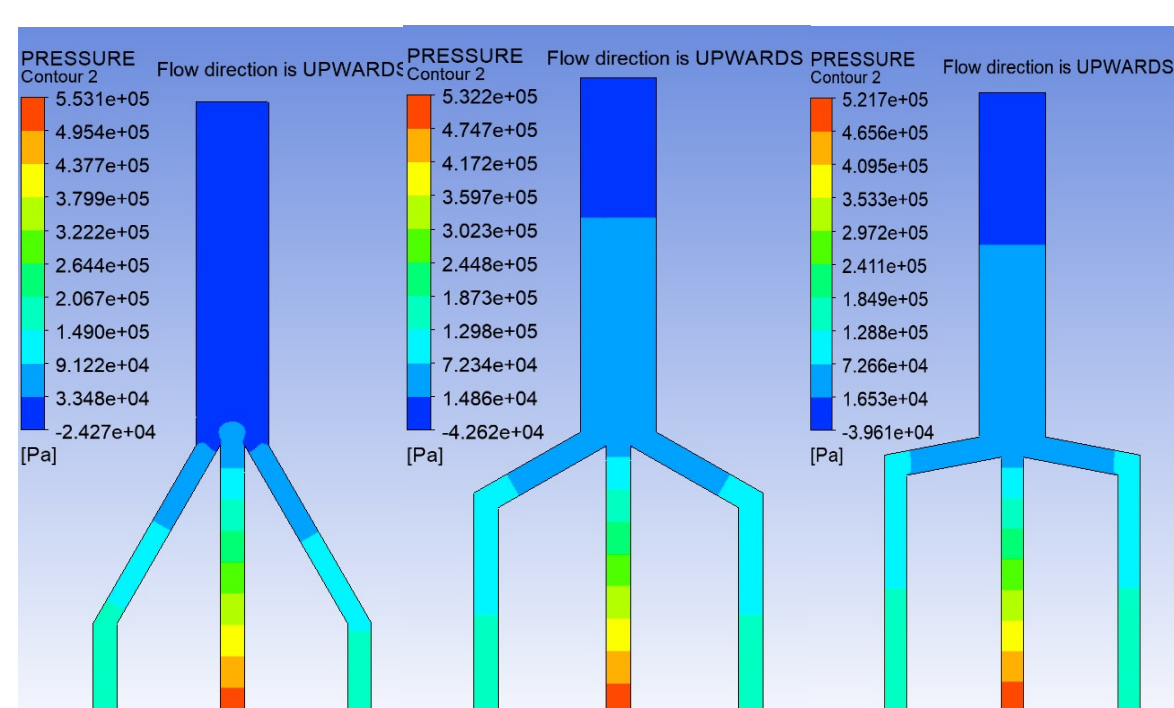 PRESSURE
Contour 2
Flow direction is UPWARDS
5.531e+05
4.954e+05
4.377e+05
3.799e+05
3.222e+05
2.644e+05
2.067e+05
1.490e+05
9.122e+04
3.348e+04
-2.427e+04
[Pa]
PRESSURE
Contour 2
Flow direction is UPWARDS
5.322e+05
4.747e+05
4.172e+05
3.597e+05
3.023e+05
2.448e+05
1.873e+05
1.298e+05
7.234e+04
1.486e+04
-4.262e+04
[Pa]
PRESSURE
Contour 2
Flow direction is UPWARDS
5.217e+05
4.656e+05
4.095e+05
3.533e+05
2.972e+05
2.411e+05
1.849e+05
1.288e+05
7.266e+04
1.653e+04
-3.961e+04
[Pa]